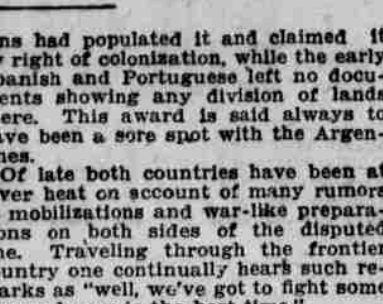 ns had populated it and claimed it
right of colonization, while the early
panish and Portuguese left no docu-
ents showing any division of lands
ere. This award is said always to
ave been a sore spot with the Argen-
nes.
Of late both countries have been at
ver heat on account of many rumors
mobilizations and war-like prepara-
ons on both sides of the disputed
ne. Traveling through the frontier
ountry one continually hears such re-
arks as "well, we've got to fight some